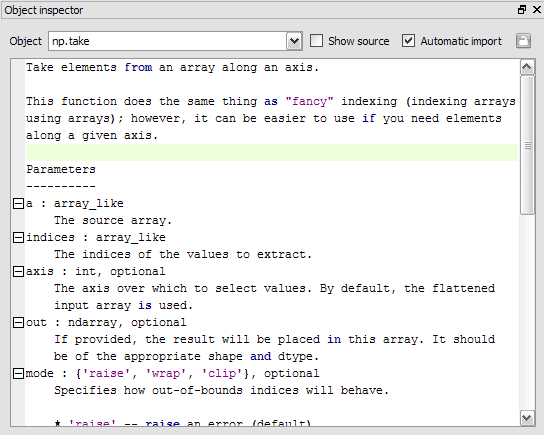 Object inspector
Object np.take Show source Automatic import
Take elements from an array along an axis.
This function does the same thing as "fancy" indexing (indexing arrays
using arrays); however, it can be easier to use if you need elements
along a given axis.
Parameters
----------
a : array_like
The source array.
indices : array_like
The indices of the values to extract.
axis : int, optional
The axis over which to select values. By default, the flattened
input array is used.
out : ndarray, optional
If provided, the result will be placed in this array. It should
be of the appropriate shape and dtype.
mode : {'raise', 'wrap', 'clip'}, optional
Specifies how out-of-bounds indices will behave.
* 'raise' -- raise an error (default)